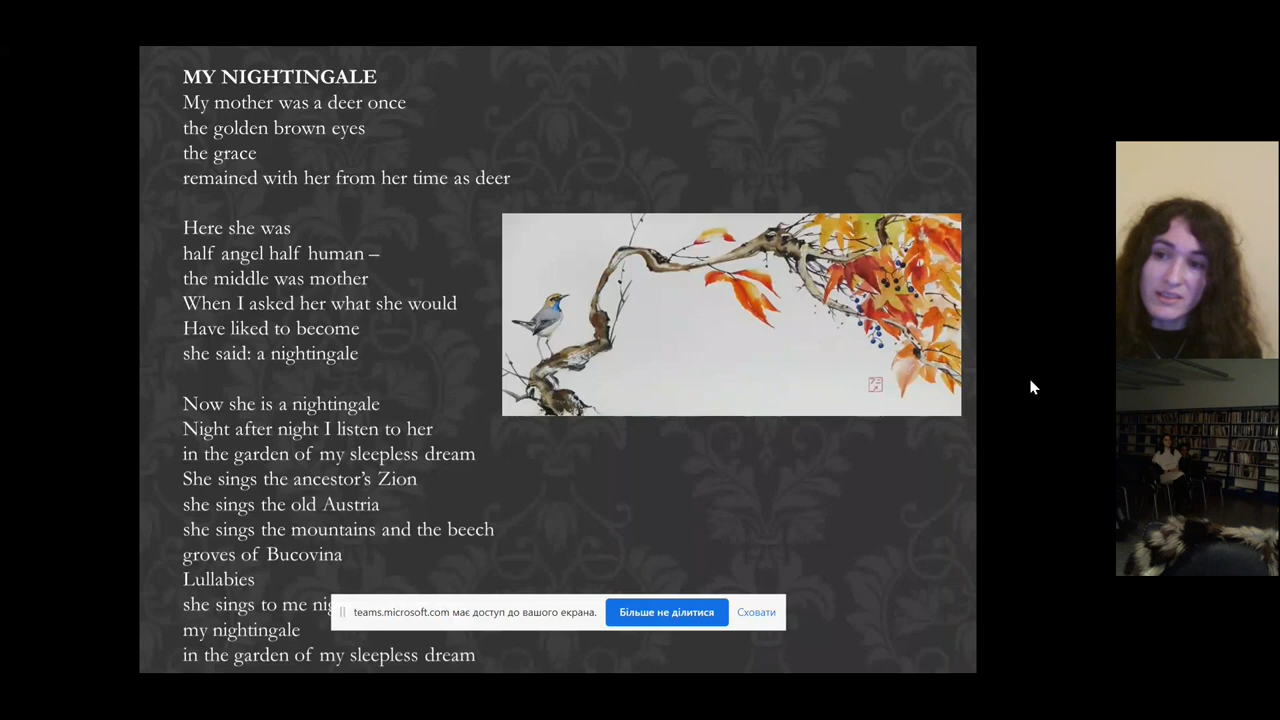 MY NIGHTINGALE
My mother was a deer once
the golden brown eyes
the grace
remained with her from her time as deer
Here she was
half angel half human –
the middle was mother
When I asked her what she would
Have liked to become
she said: a nightingale
Now she is a nightingale
Night after night I listen to her
in the garden of my sleepless dream
She sings the ancestor's Zion
she sings the old Austria
she sings the mountains and the beech
groves of Bucovina
Lullabies
she sings to me
my nightingale
in the garden of my sleepless dream
teams.microsoft.com має доступ до вашого екрана. Більше не ділитися Сховати